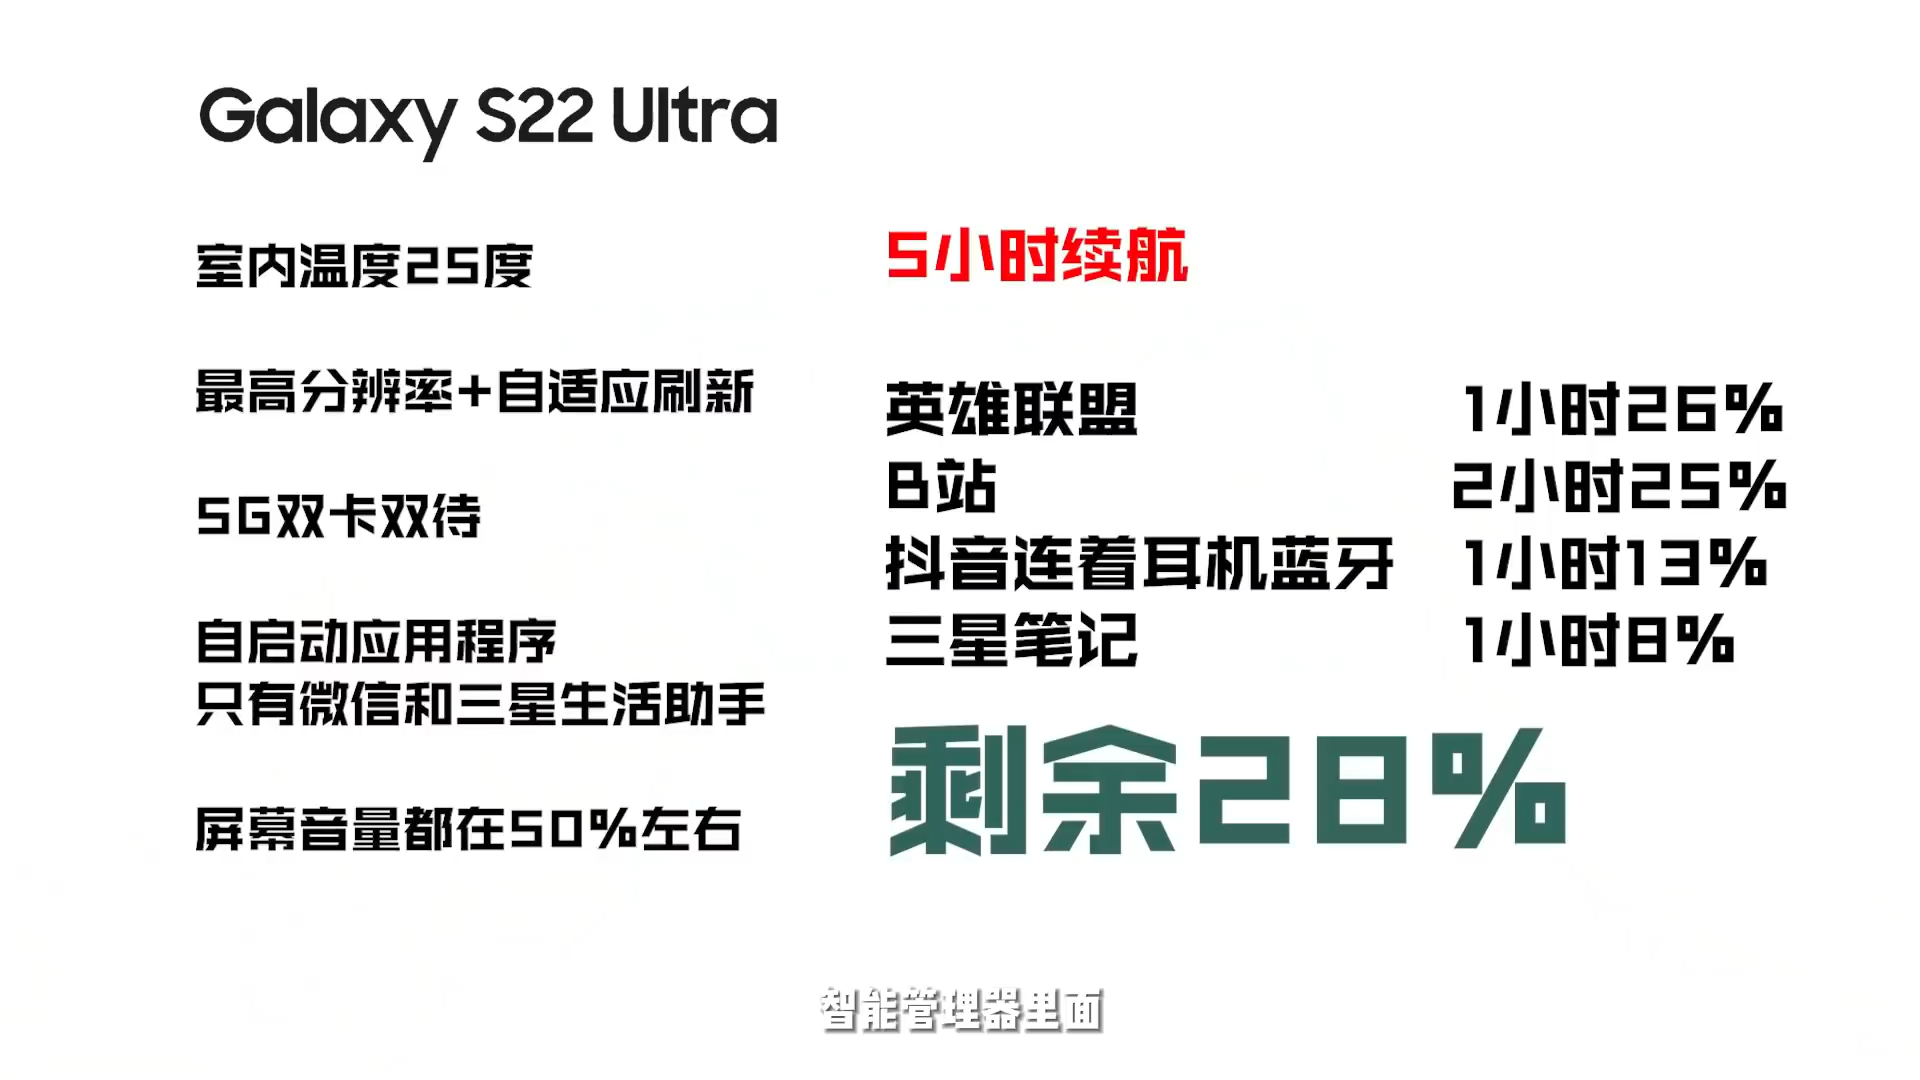 Galaxy S22 Ultra
室内温度25度
最高分辨率+自适应刷新
5G双卡双待
自启动应用程序
只有微信和三星生活助手
屏幕音量都在50%左右
5小时续航
英雄联盟 1小时26%
B站 2小时25%
抖音连着耳机蓝牙 1小时13%
三星笔记 1小时8%
剩余28%
智能管理器里面